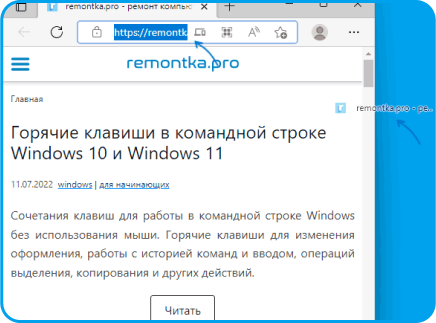 remontka.pro - ремонт компью
https://remontk
remontka.pro
remontka.pro - ре...
Главная
Горячие клавиши в командной строке
Windows 10 и Windows 11
11.07.2022 windows | для начинающих
Сочетания клавиш для работы в командной строке Windows
без использования мыши. Горячие клавиши для изменения
оформления, работы с историей команд и вводом, операций
выделения, копирования и других действий.
Читать